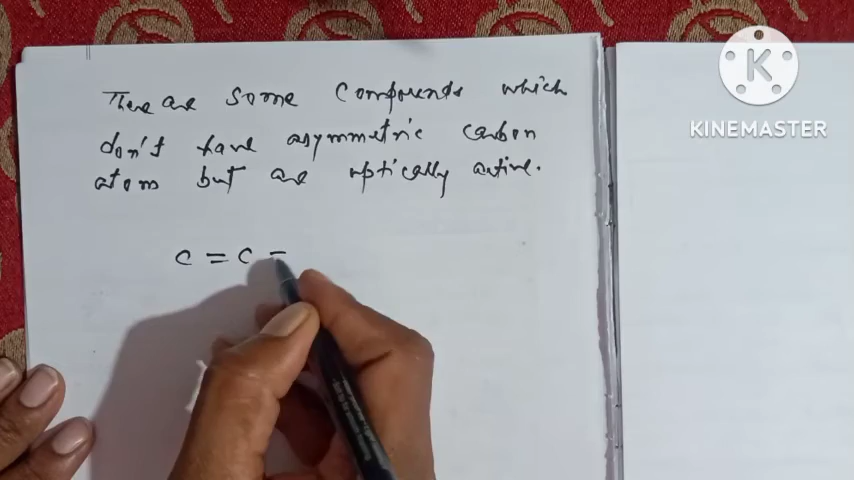 There are some compounds which
don't have asymmetric carbon
atom but are optically active.
C = C =
K
KINEMASTER